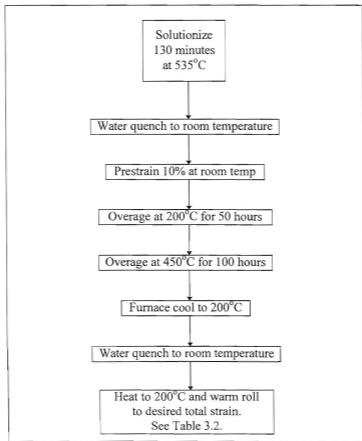 Solutionize
130 minutes
at 535°C
Water quench to room temperature
Prestrain 10% at room temp
Overage at 200°C for 50 hours
Overage at 450°C for 100 hours
Furnace cool to 200°C
Water quench to room temperature
Heat to 200°C and warm roll
to desired total strain.
See Table 3.2.